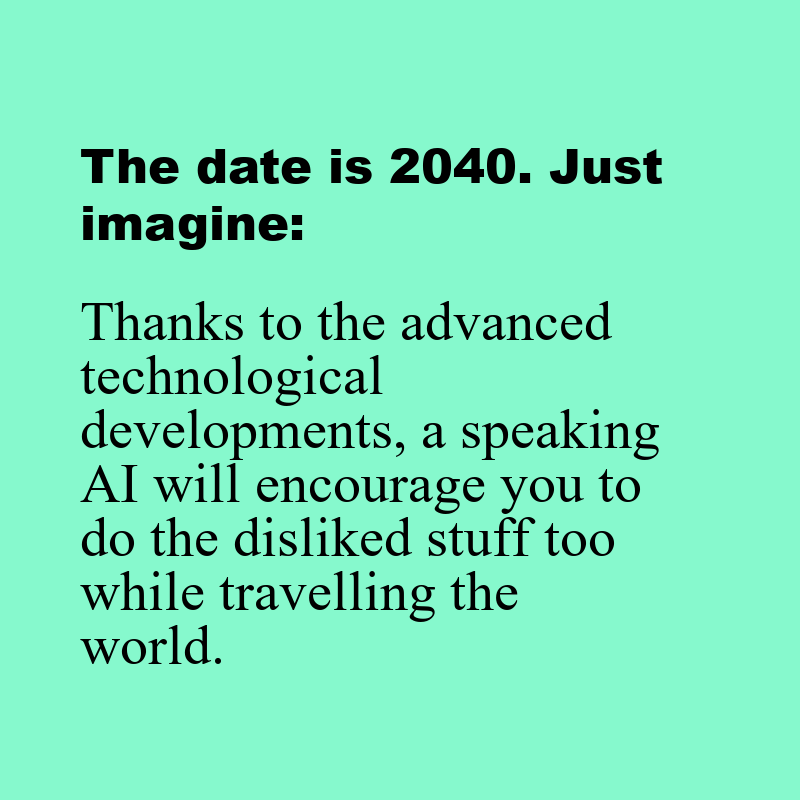 The date is 2040. Just
imagine:
Thanks to the advanced
technological
developments, a speaking
AI will encourage you to
do the disliked stuff too
while travelling the
world.